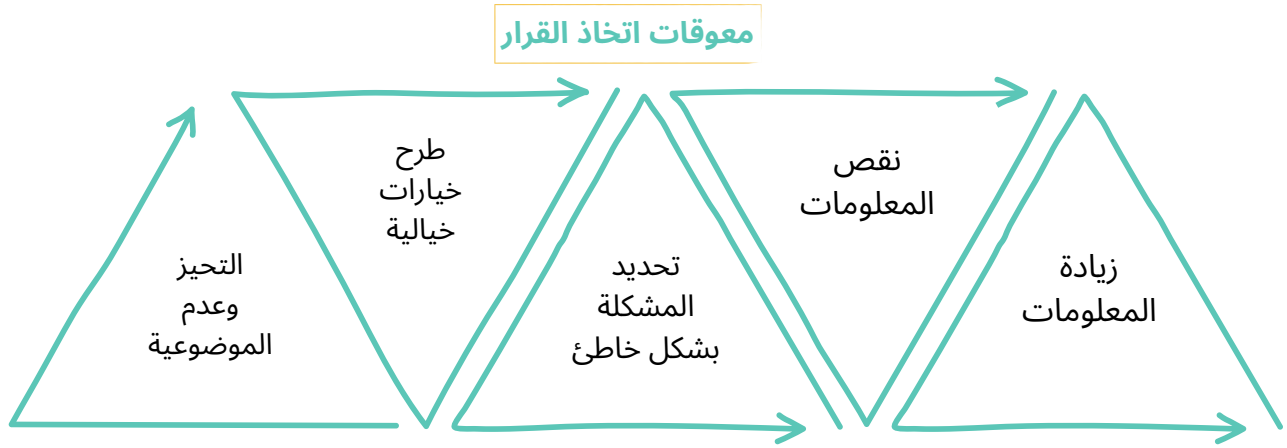 معوقات اتخاذ القرار
زيادة
المعلومات
نقص
المعلومات
تحديد
المشكلة
بشكل خاطئ
طرح
خيارات
خيالية
التحيز
وعدم
الموضوعية